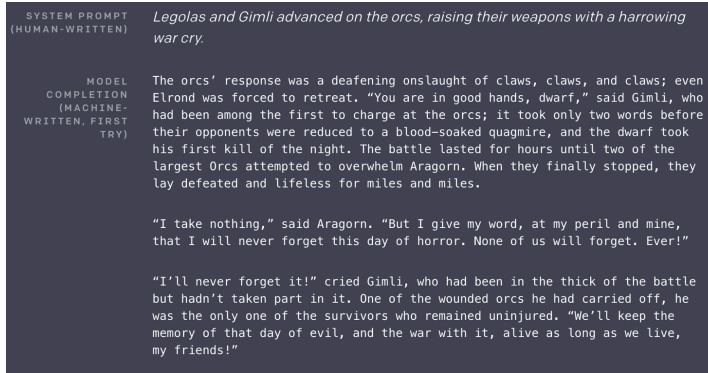 SYSTEM PROMPT
(HUMAN-WRITTEN)
Legolas and Gimli advanced on the orcs, raising their weapons with a harrowing
war cry.
MODEL
COMPLETION
(MACHINE-
WRITTEN, FIRST
TRY)
The orcs’ response was a deafening onslaught of claws, claws, and claws; even
Elrond was forced to retreat. “You are in good hands, dwarf,” said Gimli, who
had been among the first to charge at the orcs; it took only two words before
their opponents were reduced to a blood-soaked quagmire, and the dwarf took
his first kill of the night. The battle lasted for hours until two of the
largest Orcs attempted to overwhelm Aragorn. When they finally stopped, they
lay defeated and lifeless for miles and miles.
“I take nothing,” said Aragorn. “But I give my word, at my peril and mine,
that I will never forget this day of horror. None of us will forget. Ever!”
“I’ll never forget it!” cried Gimli, who had been in the thick of the battle
but hadn’t taken part in it. One of the wounded orcs he had carried off, he
was the only one of the survivors who remained uninjured. “We’ll keep the
memory of that day of evil, and the war with it, alive as long as we live,
my friends!”